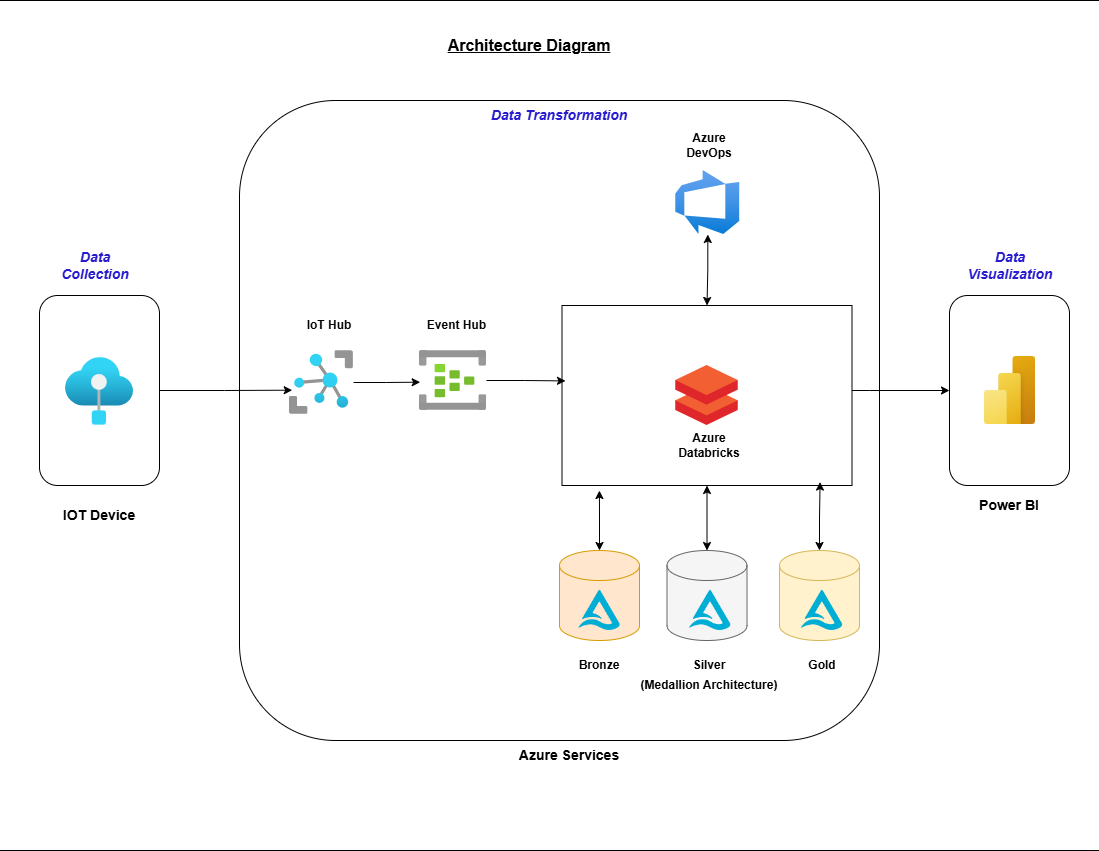 Architecture Diagram
Data Transformation
Azure
DevOps
Data
Collection
Data
Visualization
IoT Hub
Event Hub
Azure
Databricks
IOT Device
Power BI
Bronze
Silver
Gold
(Medallion Architecture)
Azure Services